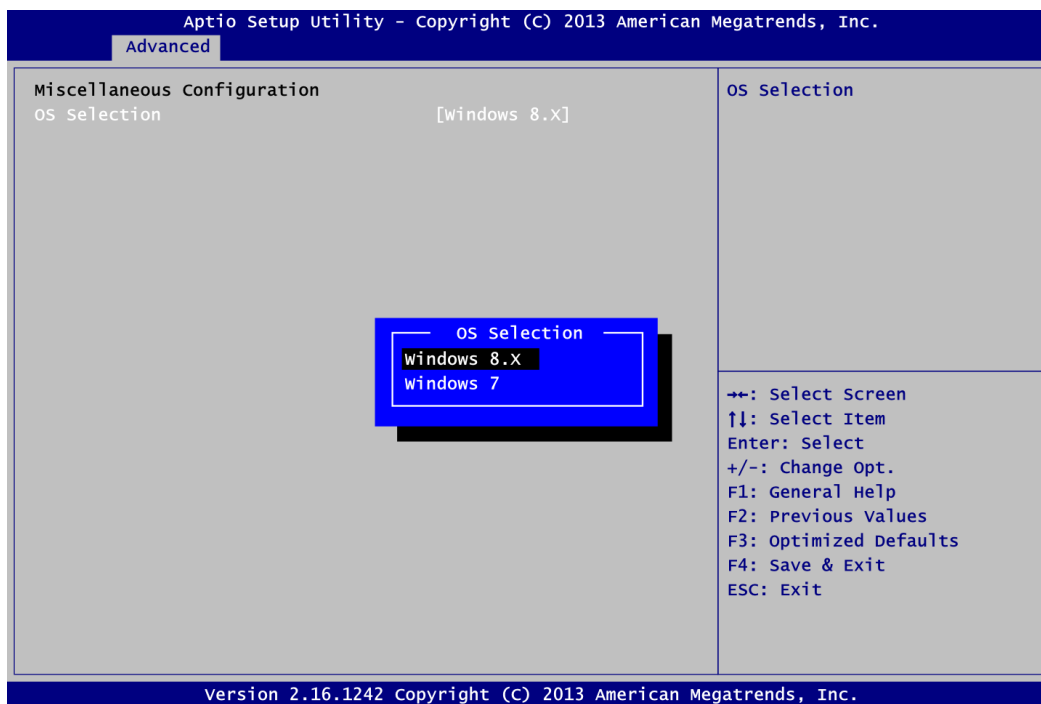 Aptio Setup Utility - Copyright (C) 2013 American Megatrends, Inc.
Advanced
Miscellaneous Configuration
OS Selection [Windows 8.X]
OS Selection
Windows 8.X
Windows 7
OS Selection
→←: Select Screen
↑↓: Select Item
Enter: Select
+/-: Change Opt.
F1: General Help
F2: Previous Values
F3: Optimized Defaults
F4: Save & Exit
ESC: Exit
Version 2.16.1242 Copyright (C) 2013 American Megatrends, Inc.